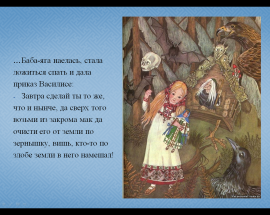 ...Баба-яга наелась, стала
ложиться спать и дала
приказ Василисе:
- Завтра сделай ты то же,
что и нынче, да сверх того
возьми из закрома мак да
очисти его от земли по
зернышку, вишь, кто-то по
злобе земли в него намешал!